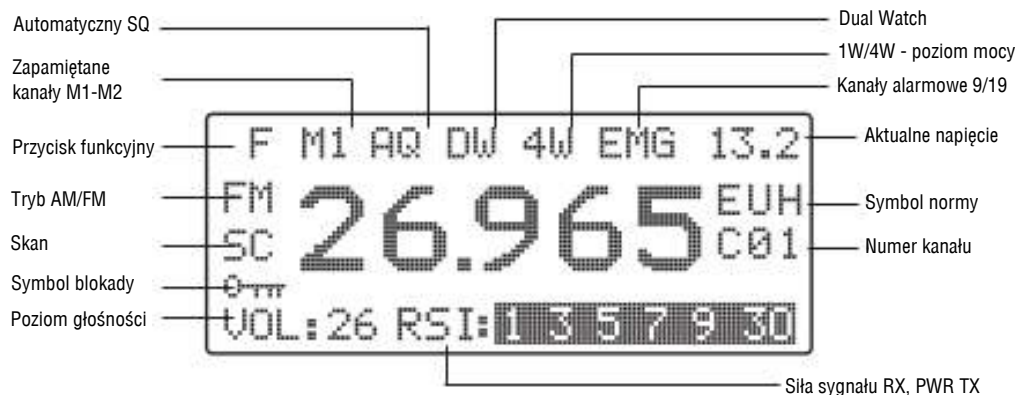 Automatyczny SQ
Dual Watch
1W/4W - poziom mocy
Zapamiętane
kanały M1-M2
Kanały alarmowe 9/19
Przycisk funkcyjny
F M1 AQ DW 4W EMG 13.2
Aktualne napięcie
Tryb AM/FM
FM
26.965
EUH
Symbol normy
Skan
SC
C01
Numer kanału
Symbol blokady
Poziom głośności
VOL:26 RSI:1 3 5 7 9 30
Siła sygnału RX, PWR TX